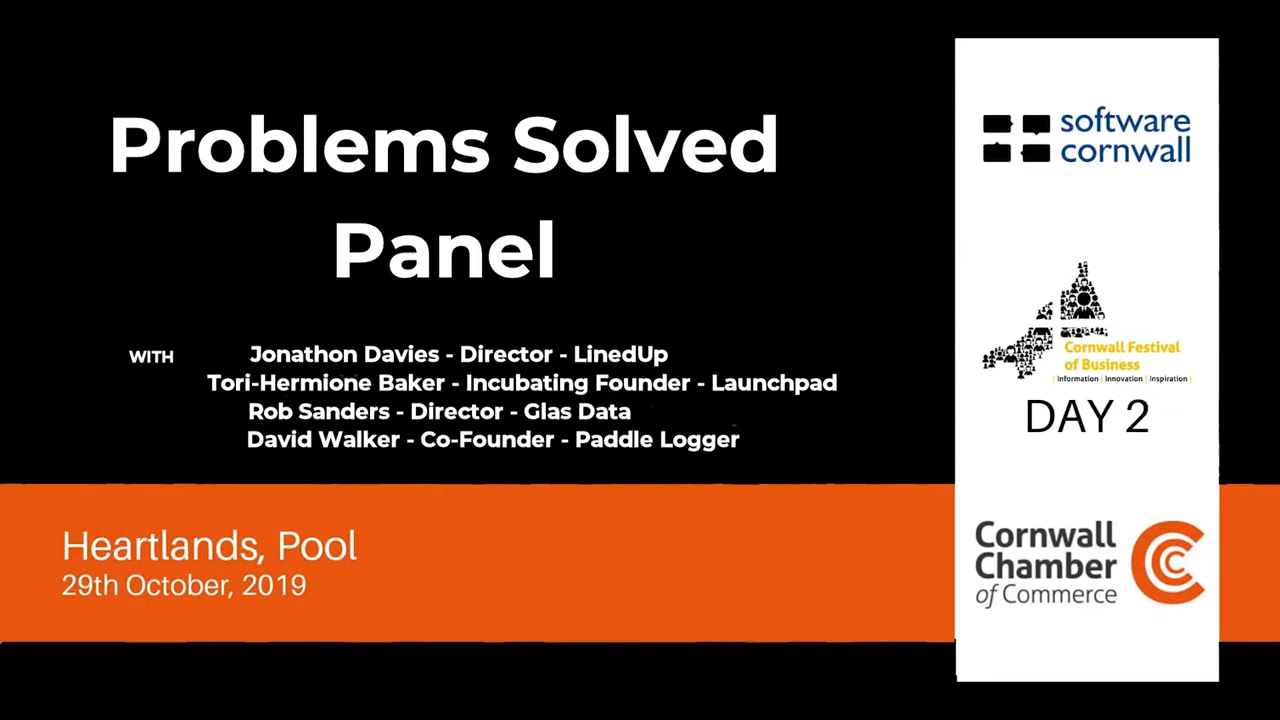 Problems Solved
Panel
WITH
Jonathon Davies - Director - LinedUp
Tori-Hermione Baker - Incubating Founder - Launchpad
Rob Sanders - Director - Glas Data
David Walker - Co-Founder - Paddle Logger
Heartlands, Pool
29th October, 2019
software
cornwall
Cornwall Festival
of Business
| Information | Innovation | Inspiration |
DAY 2
Cornwall
Chamber
of Commerce